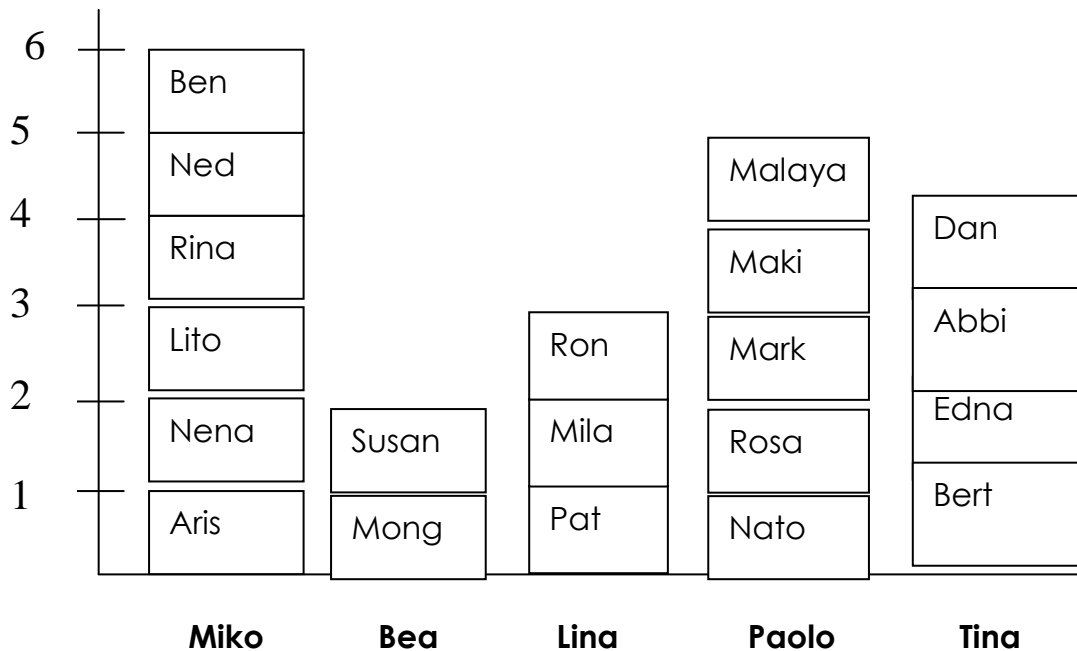 6
Ben
5
Ned
Malaya
4
Dan
Rina
Maki
3
Abbi
Lito
Ron
Mark
2
Edna
Nena
Susan
Mila
Rosa
1
Bert
Aris
Mong
Pat
Nato
Miko Bea Lina Paolo Tina